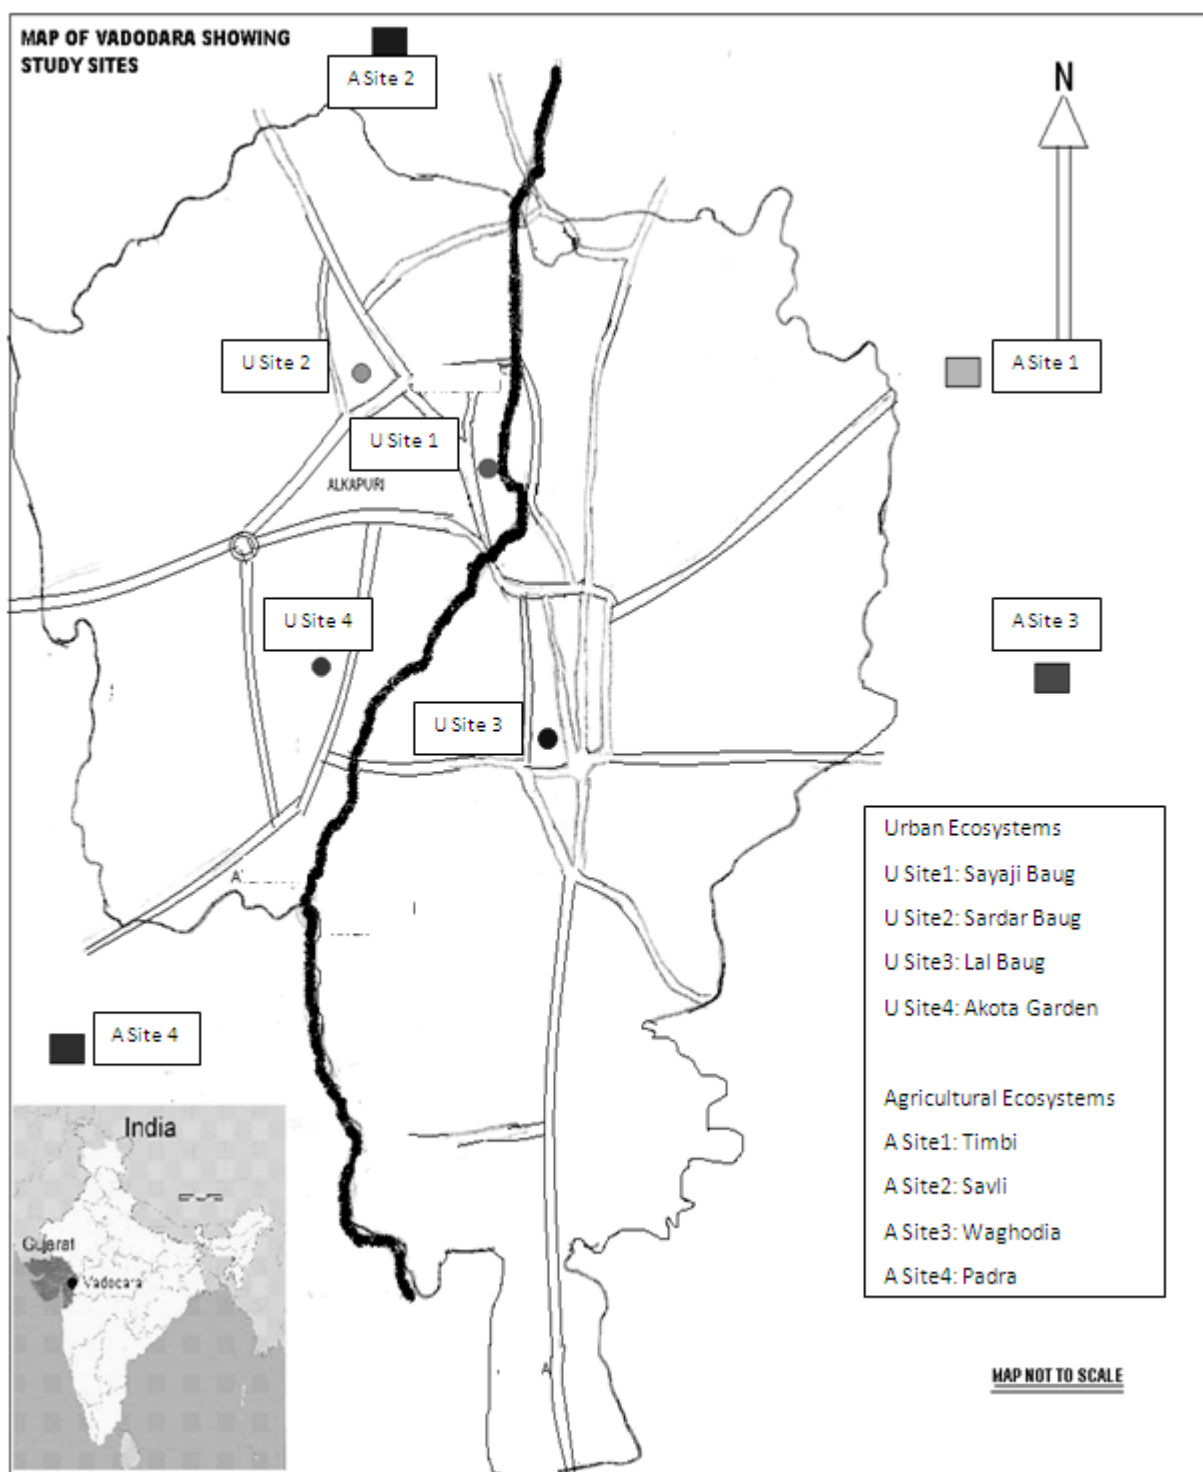 MAP OF VADODARA SHOWING
STUDY SITES
A Site 2
N
U Site 2
A Site 1
U Site 1
ALKAPURI
U Site 4
A Site 3
U Site 3
Urban Ecosystems
U Site1: Sayaji Baug
U Site2: Sardar Baug
U Site3: Lal Baug
U Site4: Akota Garden
A
A Site 4
Agricultural Ecosystems
A Site1: Timbi
A Site2: Savli
A Site3: Waghodia
A Site4: Padra
India
Gujarat
Vadocara
A
MAP NOT TO SCALE